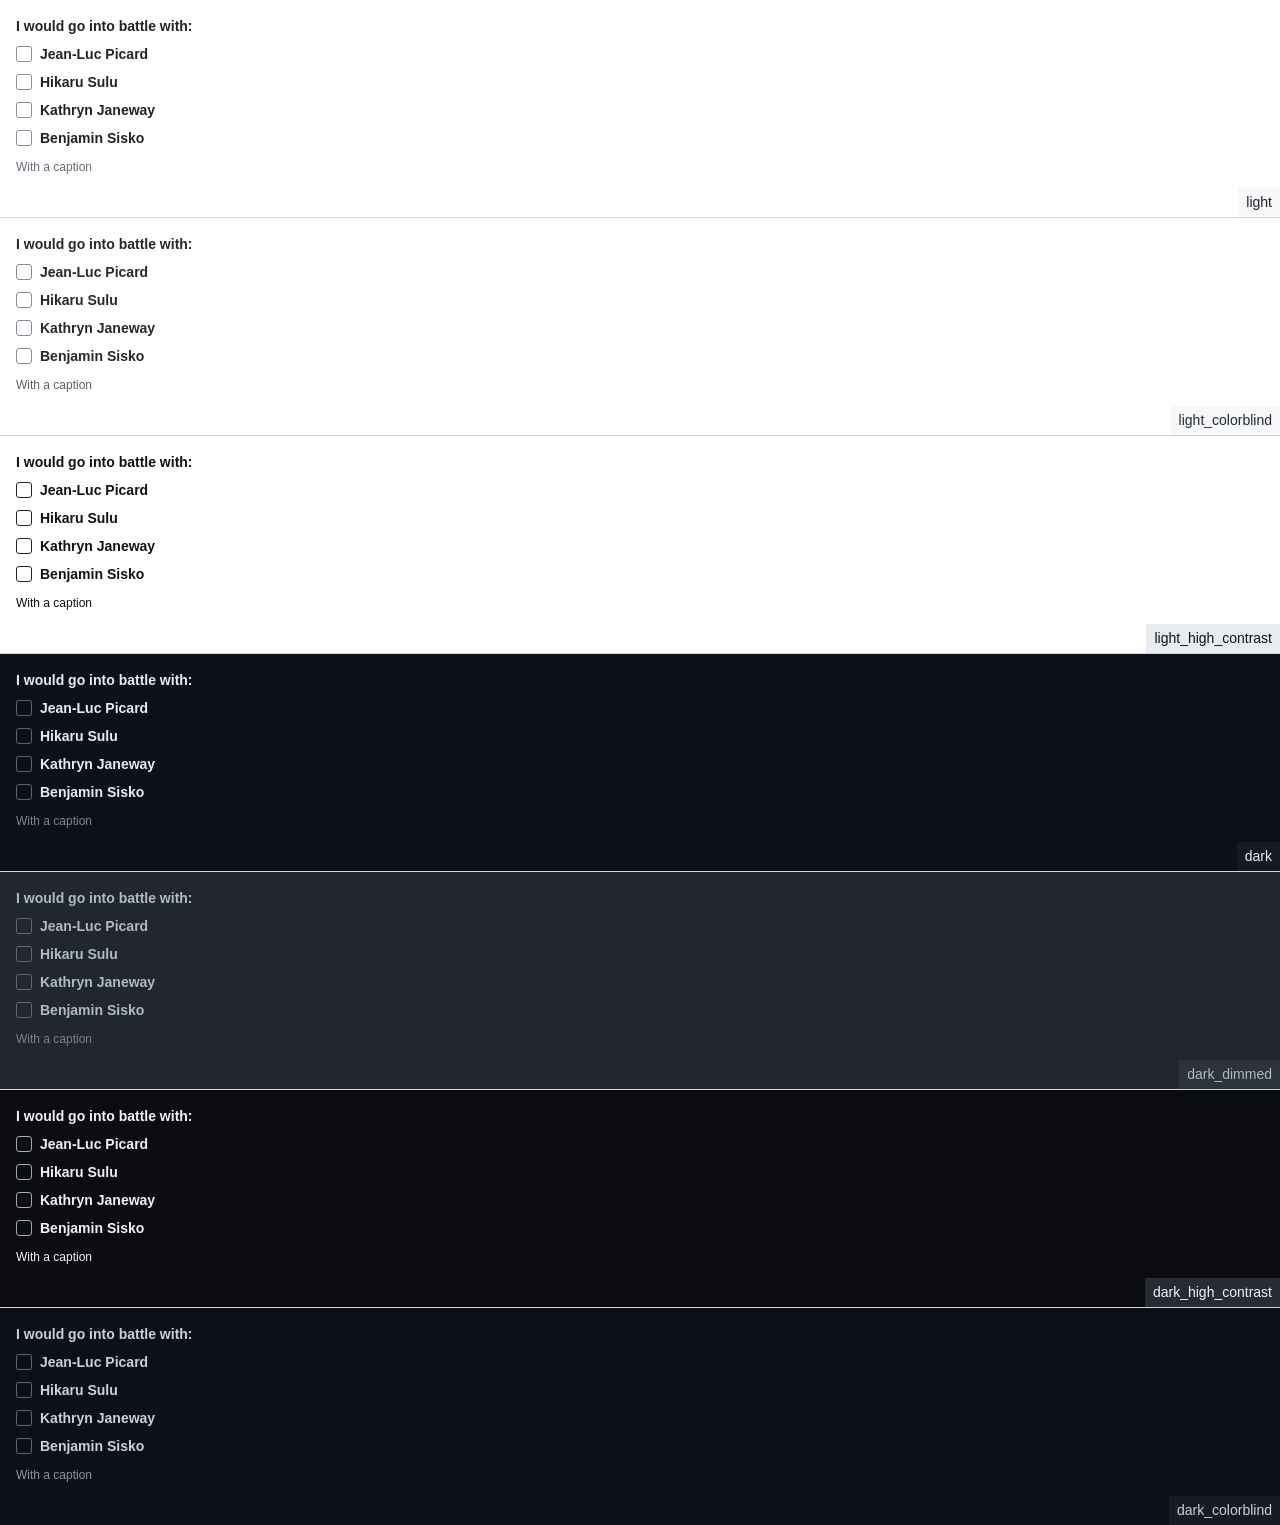 I would go into battle with:
Jean-Luc Picard
Hikaru Sulu
Kathryn Janeway
Benjamin Sisko
With a caption
light
I would go into battle with:
Jean-Luc Picard
Hikaru Sulu
Kathryn Janeway
Benjamin Sisko
With a caption
light_colorblind
I would go into battle with:
Jean-Luc Picard
Hikaru Sulu
Kathryn Janeway
Benjamin Sisko
With a caption
light_high_contrast
I would go into battle with:
Jean-Luc Picard
Hikaru Sulu
Kathryn Janeway
Benjamin Sisko
With a caption
dark
I would go into battle with:
Jean-Luc Picard
Hikaru Sulu
Kathryn Janeway
Benjamin Sisko
With a caption
dark_dimmed
I would go into battle with:
Jean-Luc Picard
Hikaru Sulu
Kathryn Janeway
Benjamin Sisko
With a caption
dark_high_contrast
I would go into battle with:
Jean-Luc Picard
Hikaru Sulu
Kathryn Janeway
Benjamin Sisko
With a caption
dark_colorblind